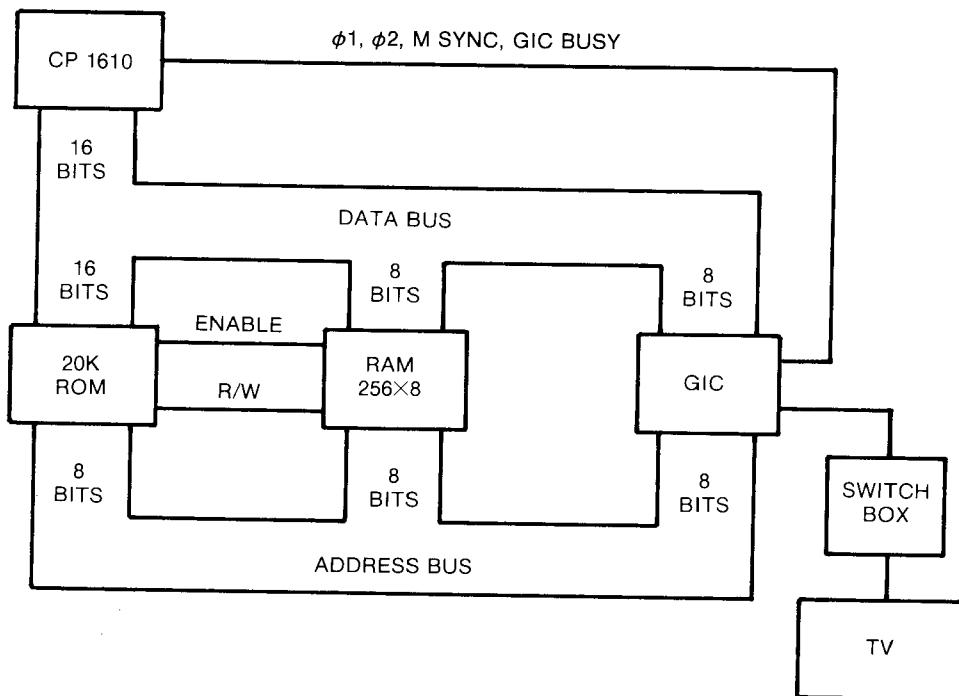 φ1, φ2, M SYNC, GIC BUSY
CP 1610
16
BITS
DATA BUS
16
BITS
8
BITS
8
BITS
ENABLE
20K
ROM
R/W
RAM
256×8
GIC
8
BITS
8
BITS
8
BITS
SWITCH
BOX
ADDRESS BUS
TV